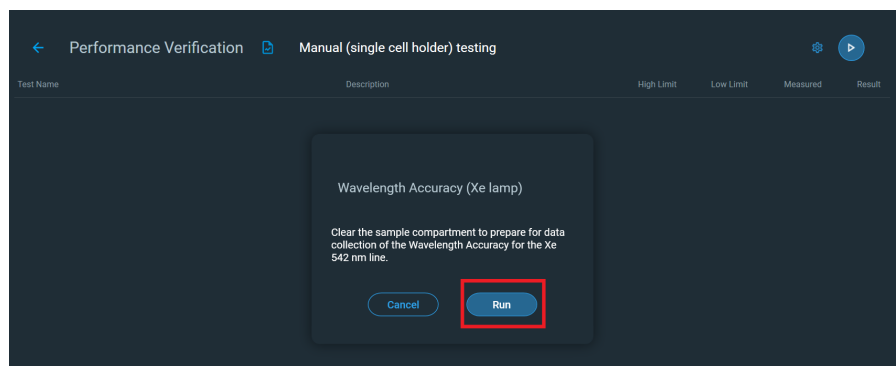 Performance Verification Manual (single cell holder) testing
Test Name Description High Limit Low Limit Measured Result
Wavelength Accuracy (Xe lamp)
Clear the sample compartment to prepare for data
collection of the Wavelength Accuracy for the Xe
542 nm line.
Cancel Run